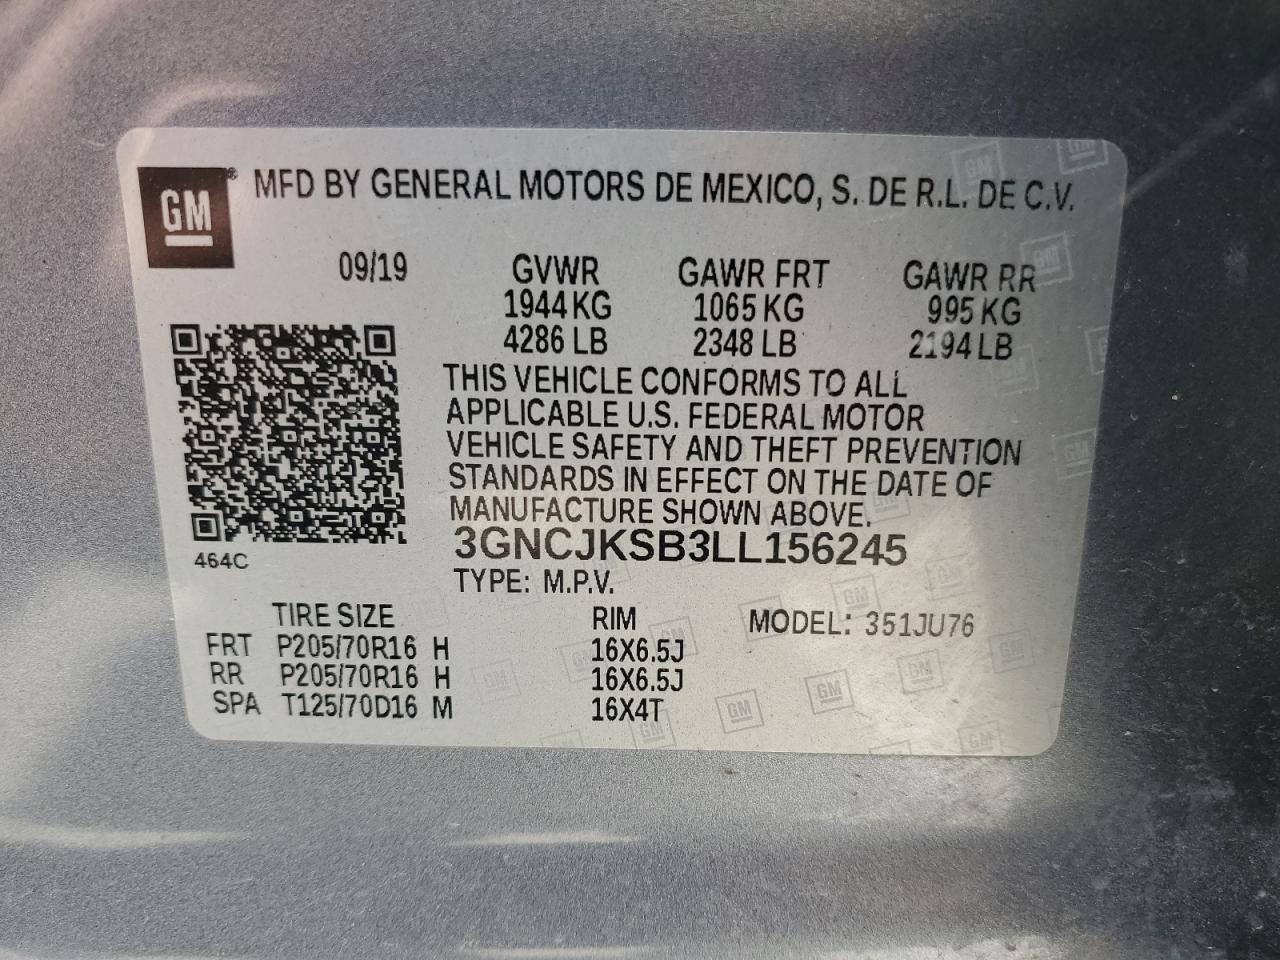 GM® MFD BY GENERAL MOTORS DE MEXICO, S. DE R.L. DE C.V.
09/19 GVWR GAWR FRT GAWR RR
1944 KG 1065 KG 995 KG
4286 LB 2348 LB 2194 LB
THIS VEHICLE CONFORMS TO ALL
APPLICABLE U.S. FEDERAL MOTOR
VEHICLE SAFETY AND THEFT PREVENTION
STANDARDS IN EFFECT ON THE DATE OF
MANUFACTURE SHOWN ABOVE.
3GNCJKSB3LL156245
464C
TYPE: M.P.V.
TIRE SIZE RIM MODEL: 351JU76
FRT P205/70R16 H 16X6.5J
RR P205/70R16 H 16X6.5J
SPA T125/70D16 M 16X4T